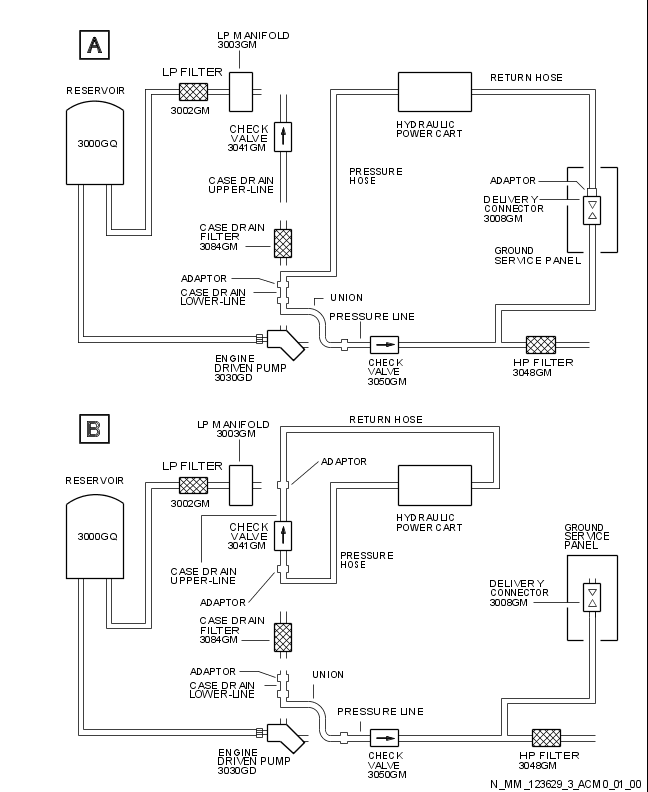 A
LP MANIFOLD
3003GM
LP FILTER
3002GM
RESERVOIR
3000GQ
CHECK
VALVE
3041GM
CASE DRAIN
UPPER-LINE
CASE DRAIN
FILTER
3084GM
ADAPTOR
CASE DRAIN
LOWER-LINE
UNION
PRESSURE LINE
ENGINE
DRIVEN PUMP
3030GD
CHECK
VALVE
3050GM
HP FILTER
3048GM
PRESSURE
HOSE
HYDRAULIC
POWER CART
RETURN HOSE
ADAPTOR
DELIVERY
CONNECTOR
3008GM
GROUND
SERVICE PANEL
B
LP MANIFOLD
3003GM
RETURN HOSE
LP FILTER
3002GM
ADAPTOR
RESERVOIR
3000GQ
CHECK
VALVE
3041GM
HYDRAULIC
POWER CART
PRESSURE
HOSE
CASE DRAIN
UPPER-LINE
ADAPTOR
GROUND
SERVICE
PANEL
DELIVERY
CONNECTOR
3008GM
CASE DRAIN
FILTER
3084GM
ADAPTOR
CASE DRAIN
LOWER-LINE
UNION
PRESSURE LINE
ENGINE
DRIVEN PUMP
3030GD
CHECK
VALVE
3050GM
HP FILTER
3048GM
N_MM_123629_3_ACM0_01_00